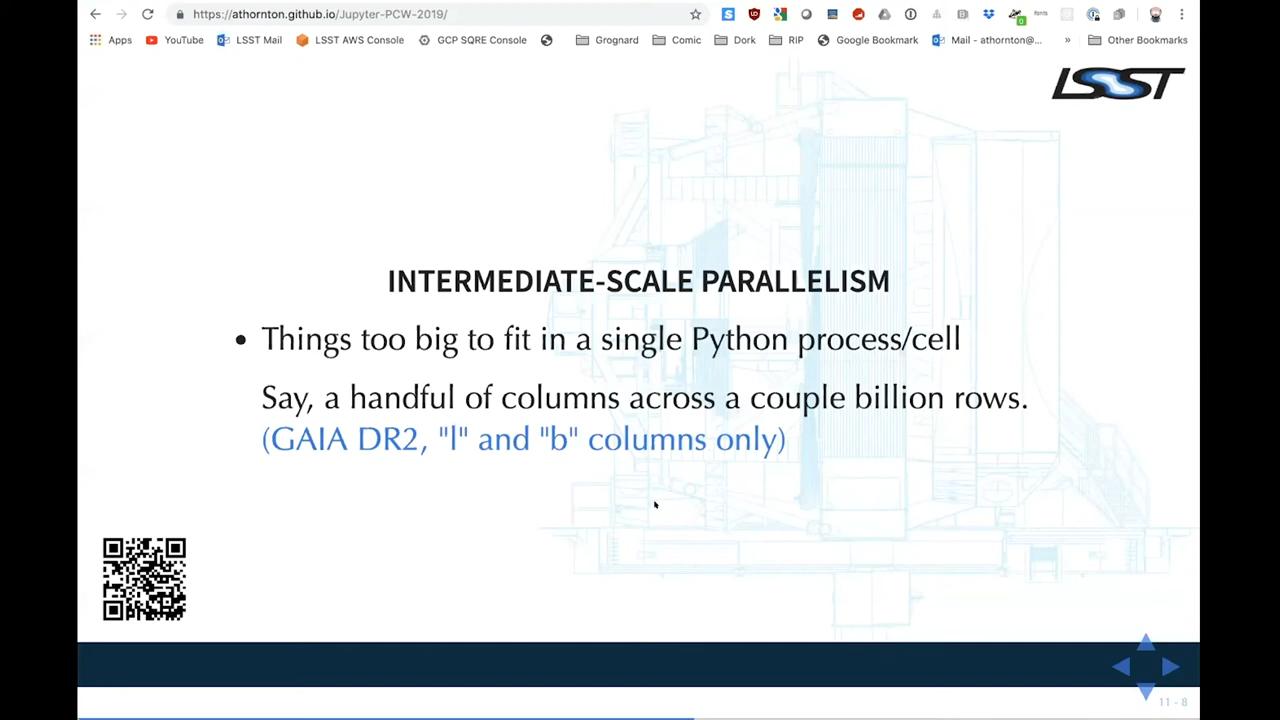 https://athornton.github.io/Jupyter-PCW-2019/
Apps YouTube LSST Mail LSST AWS Console GCP SQRE Console Grognard Comic Dork RIP Google Bookmark Mail - athornton@... » Other Bookmarks
LSST
INTERMEDIATE-SCALE PARALLELISM
• Things too big to fit in a single Python process/cell
Say, a handful of columns across a couple billion rows.
(GAIA DR2, "l" and "b" columns only)
11 - 8